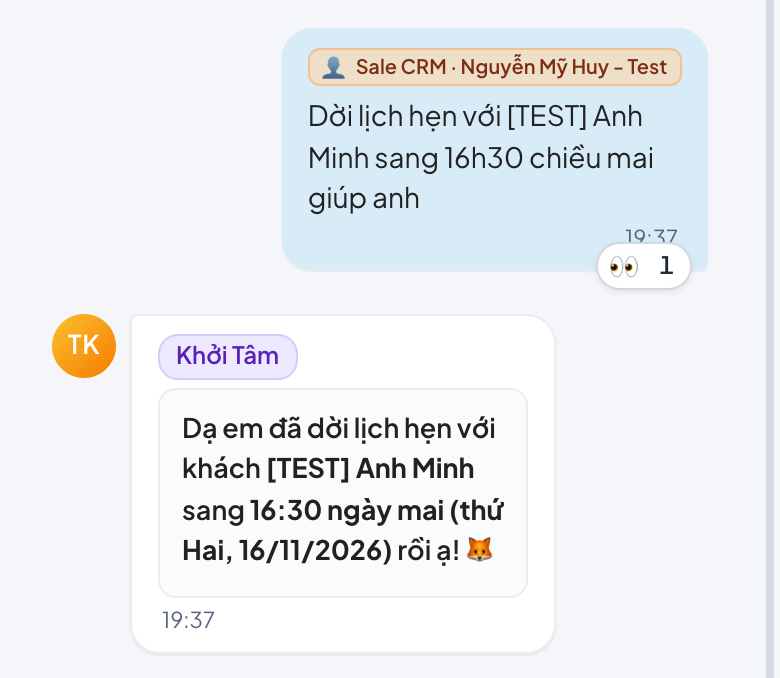 Sale CRM · Nguyễn Mỹ Huy – Test
Dời lịch hẹn với [TEST] Anh
Minh sang 16h30 chiều mai
giúp anh
19:37
👀 1
TK
Khởi Tâm
Dạ em đã dời lịch hẹn với
khách [TEST] Anh Minh
sang 16:30 ngày mai (thứ
Hai, 16/11/2026) rồi ạ! 🦊
19:37